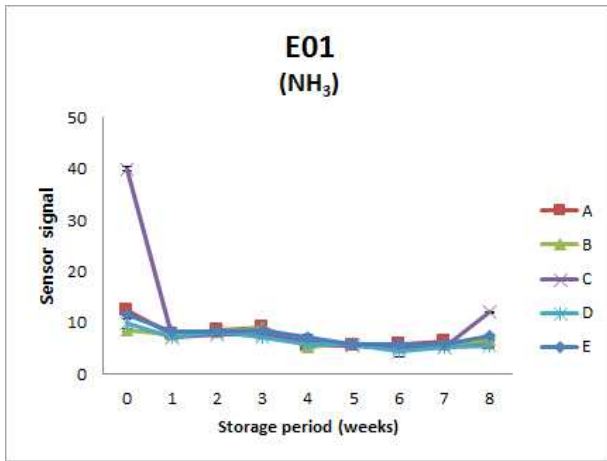 E01
(NH₃)
50
40
30
20
10
0
Sensor signal
0 1 2 3 4 5 6 7 8
Storage period (weeks)
A
B
C
D
E